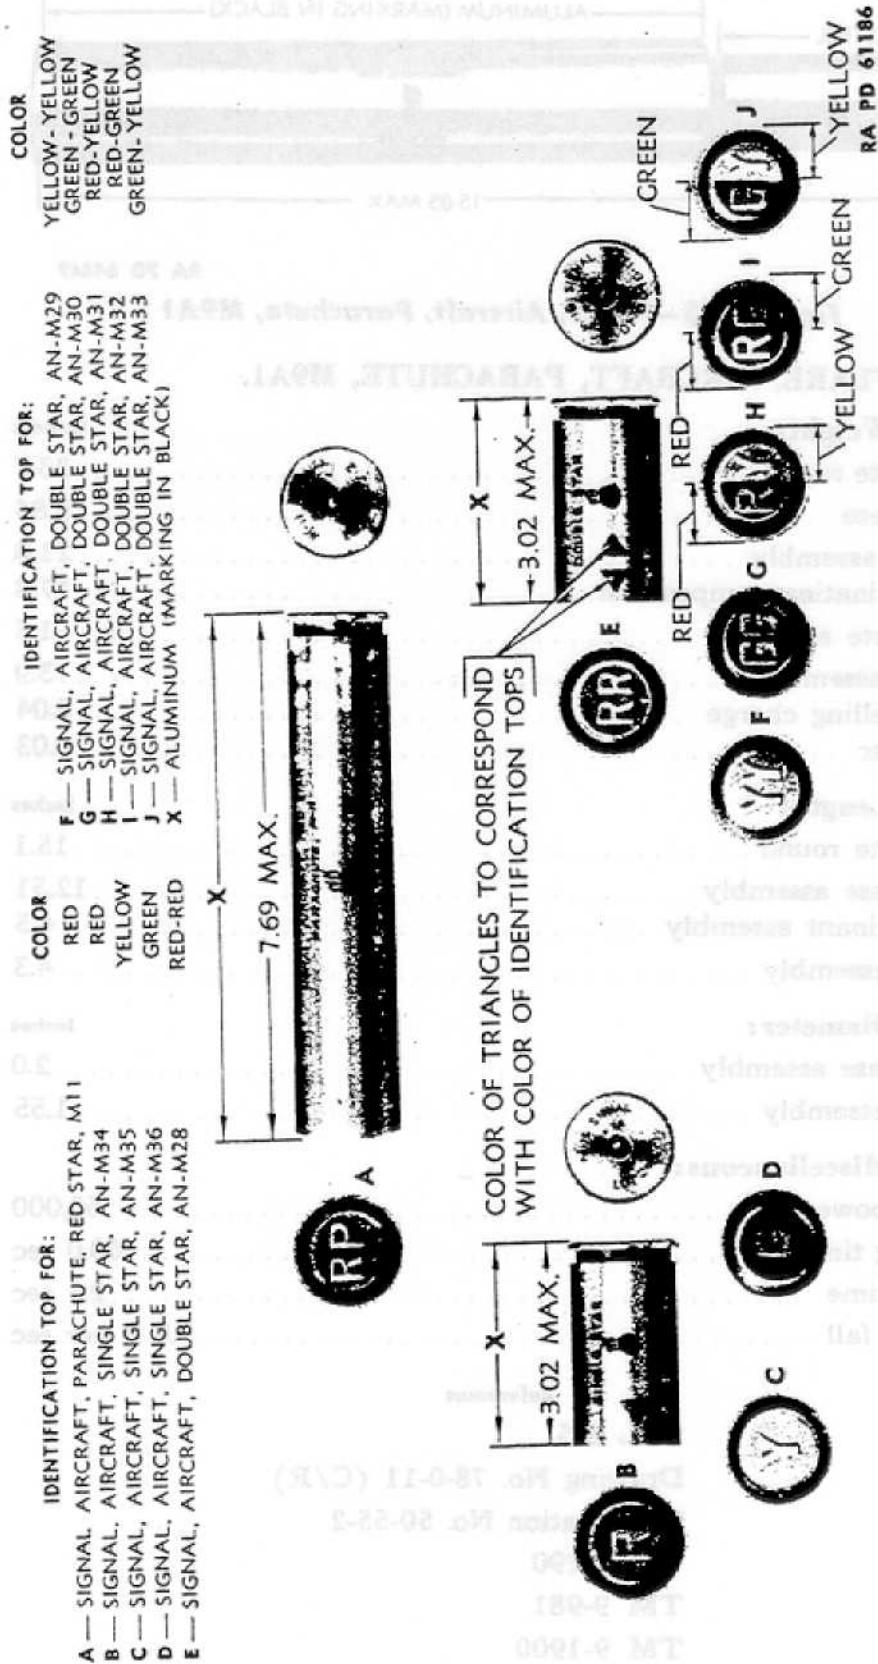 IDENTIFICATION TOP FOR:
COLOR
A — SIGNAL, AIRCRAFT, PARACHUTE, RED STAR, M11 RED
B — SIGNAL, AIRCRAFT, SINGLE STAR, AN-M34 RED
C — SIGNAL, AIRCRAFT, SINGLE STAR, AN-M35 YELLOW
D — SIGNAL, AIRCRAFT, SINGLE STAR, AN-M36 GREEN
E — SIGNAL, AIRCRAFT, DOUBLE STAR, AN-M28 RED-RED
IDENTIFICATION TOP FOR:
COLOR
F — SIGNAL, AIRCRAFT, DOUBLE STAR, AN-M29 YELLOW-YELLOW
G — SIGNAL, AIRCRAFT, DOUBLE STAR, AN-M30 GREEN-GREEN
H — SIGNAL, AIRCRAFT, DOUBLE STAR, AN-M31 RED-YELLOW
I — SIGNAL, AIRCRAFT, DOUBLE STAR, AN-M32 RED-GREEN
J — SIGNAL, AIRCRAFT, DOUBLE STAR, AN-M33 GREEN-YELLOW
X — ALUMINUM (MARKING IN BLACK)
X
7.69 MAX.
RP
A
PARACHUTE
COLOR OF TRIANGLES TO CORRESPOND
WITH COLOR OF IDENTIFICATION TOPS
X
3.02 MAX.
R
B
SINGLE STAR
X
3.02 MAX.
RR
E
DOUBLE STAR
Y
C
D
F
G
RED
R
H
YELLOW
RED
R
I
GREEN
GREEN
G
Y
J
YELLOW
RA PD 61186